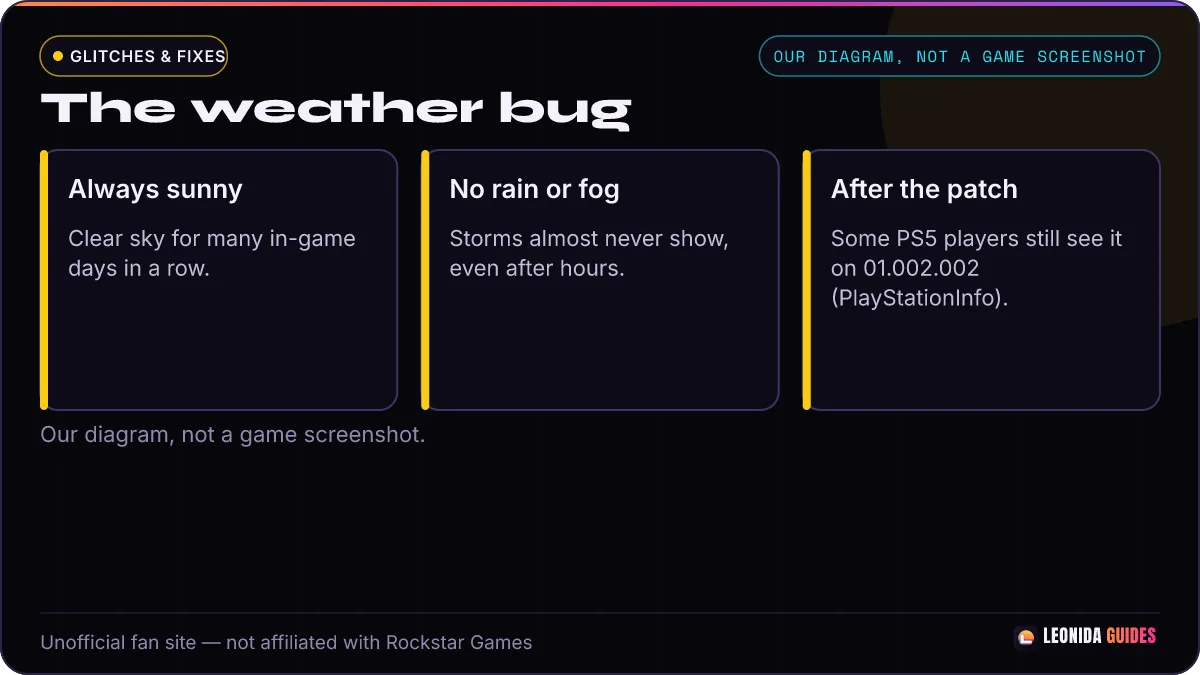 GLITCHES & FIXES
OUR DIAGRAM, NOT A GAME SCREENSHOT
The weather bug
Always sunny
Clear sky for many in-game
days in a row.
No rain or fog
Storms almost never show,
even after hours.
After the patch
Some PS5 players still see it
on 01.002.002
(PlayStationInfo).
Our diagram, not a game screenshot.
Unofficial fan site — not affiliated with Rockstar Games
LEONIDA GUIDES